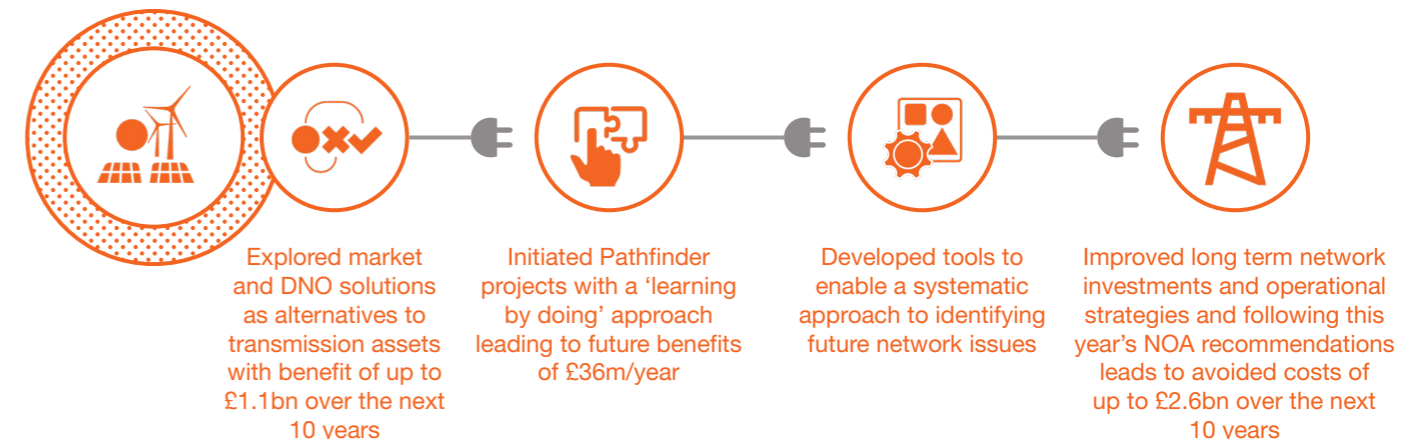 Explored market
and DNO solutions
as alternatives to
transmission assets
with benefit of up to
£1.1bn over the next
10 years
Initiated Pathfinder
projects with a ‘learning
by doing’ approach
leading to future benefits
of £36m/year
Developed tools to
enable a systematic
approach to identifying
future network issues
Improved long term network
investments and operational
strategies and following this
year’s NOA recommendations
leads to avoided costs of
up to £2.6bn over the next
10 years